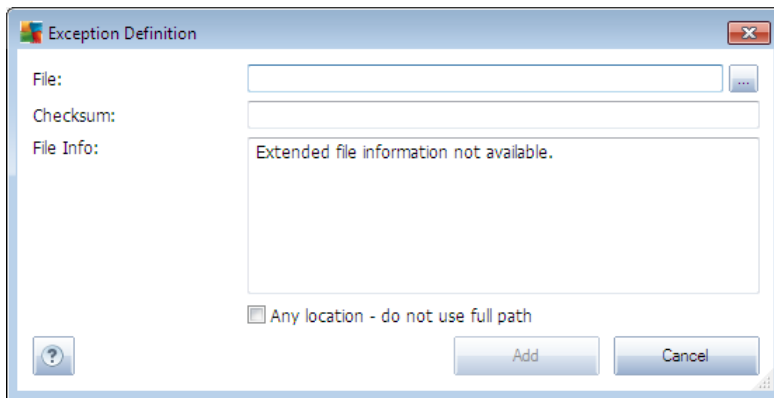 Exception Definition
File:
...
Checksum:
File Info:
Extended file information not available.
Any location - do not use full path
?
Add
Cancel